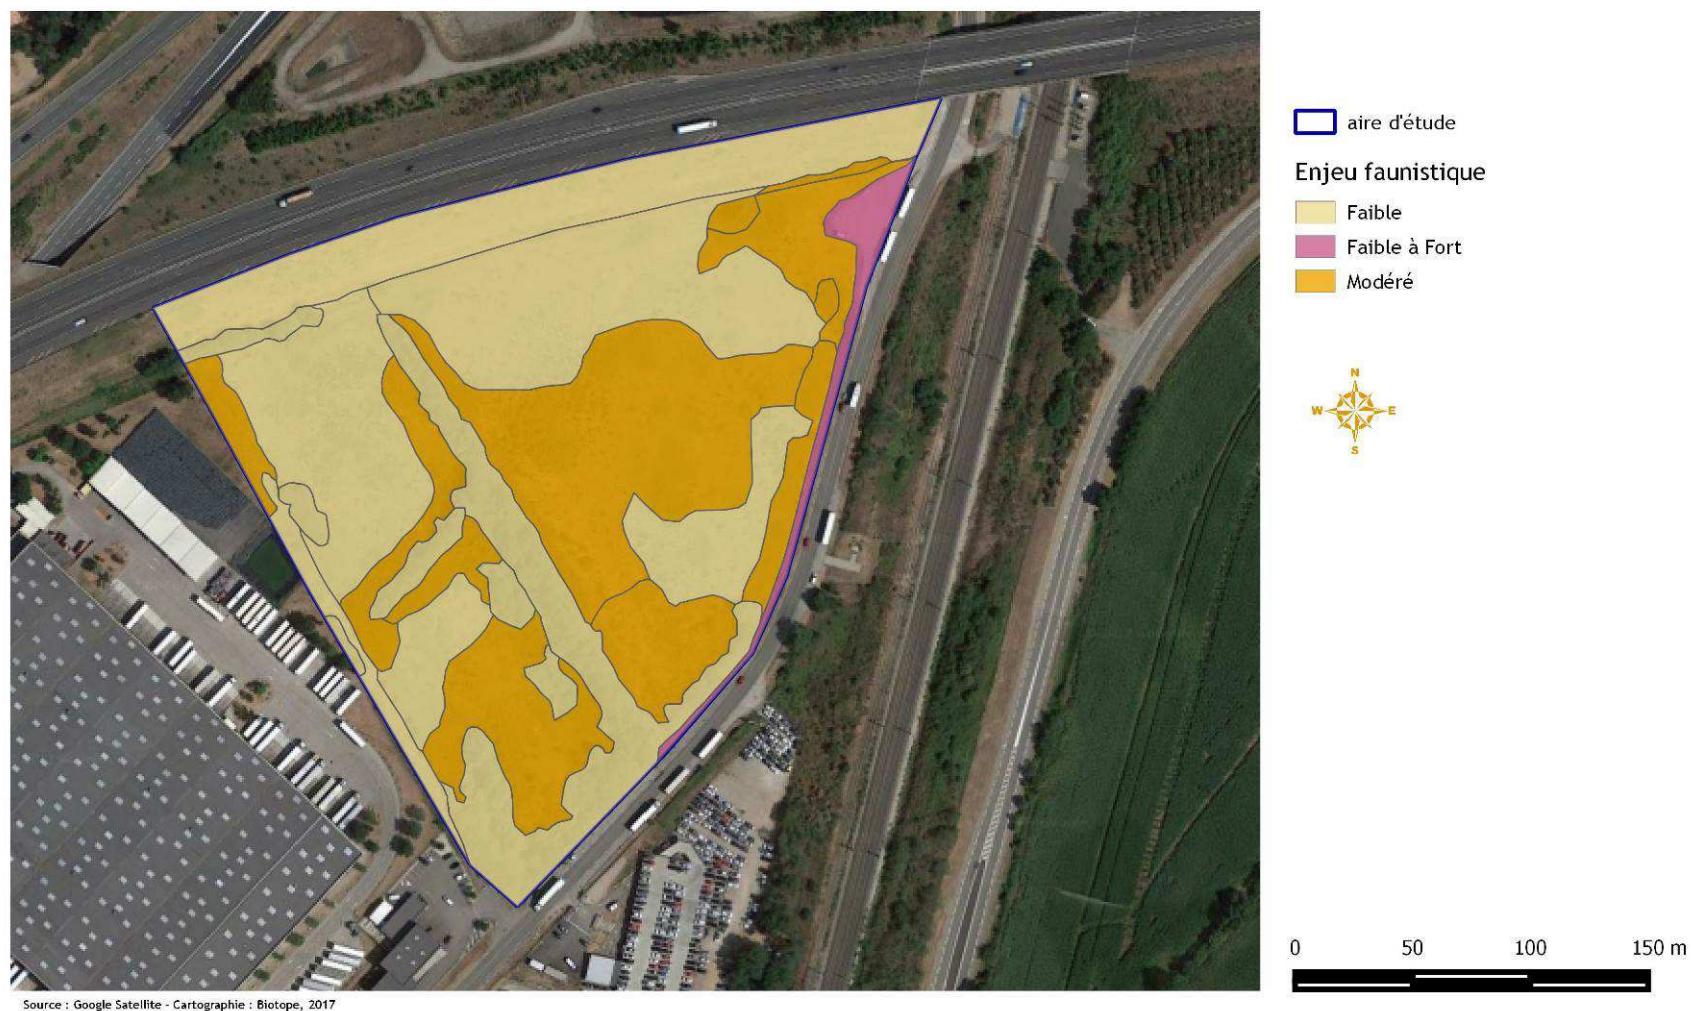 aire d'étude
Enjeu faunistique
Faible
Faible à Fort
Modéré
N
W E
S
0 50 100 150 m
Source : Google Satellite - Cartographie : Biotope, 2017